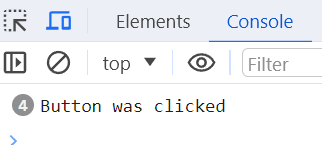 Elements Console
top Filter
4 Button was clicked